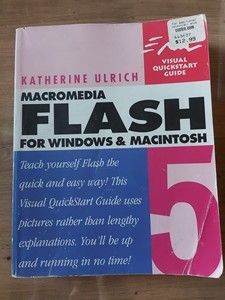 $12.99
VISUAL
QUICKSTART
GUIDE
KATHERINE ULRICH
MACROMEDIA
FLASH
FOR WINDOWS & MACINTOSH
5
Teach yourself Flash the
quick and easy way! This
Visual QuickStart Guide uses
pictures rather than lengthy
explanations. You'll be up
and running in no time!